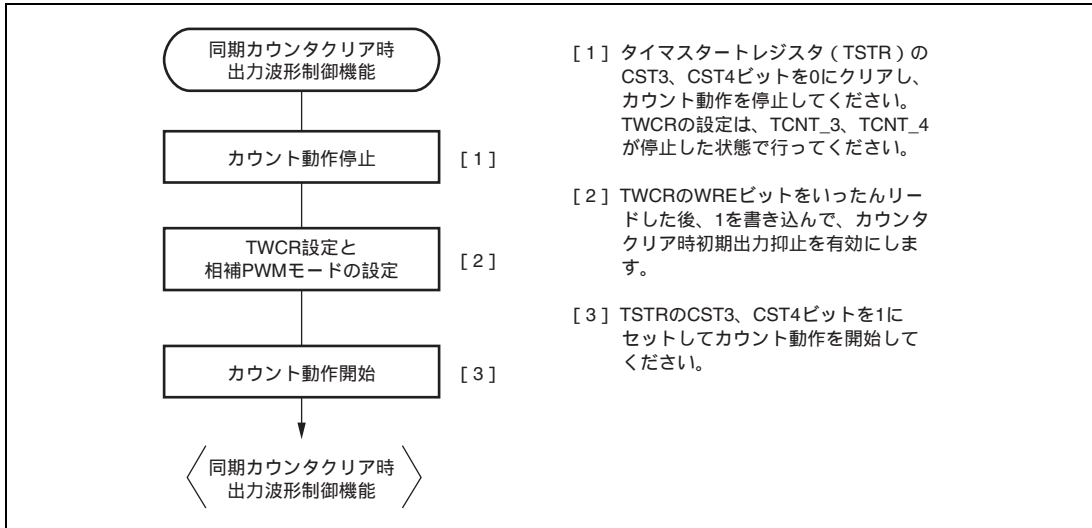 同期カウンタクリア時
出力波形制御機能
カウント動作停止
[ 1 ]
TWCR設定と
相補PWMモードの設定
[ 2 ]
カウント動作開始
[ 3 ]
同期カウンタクリア時
出力波形制御機能
[ 1 ] タイマスタートレジスタ（TSTR）の
CST3、CST4ビットを0にクリアし、
カウント動作を停止してください。
TWCRの設定は、TCNT_3、TCNT_4
が停止した状態で行ってください。
[ 2 ] TWCRのWREビットをいったんリー
ドした後、1を書き込んで、カウンタ
クリア時初期出力抑止を有効にしま
す。
[ 3 ] TSTRのCST3、CST4ビットを1に
セットしてカウント動作を開始して
ください。